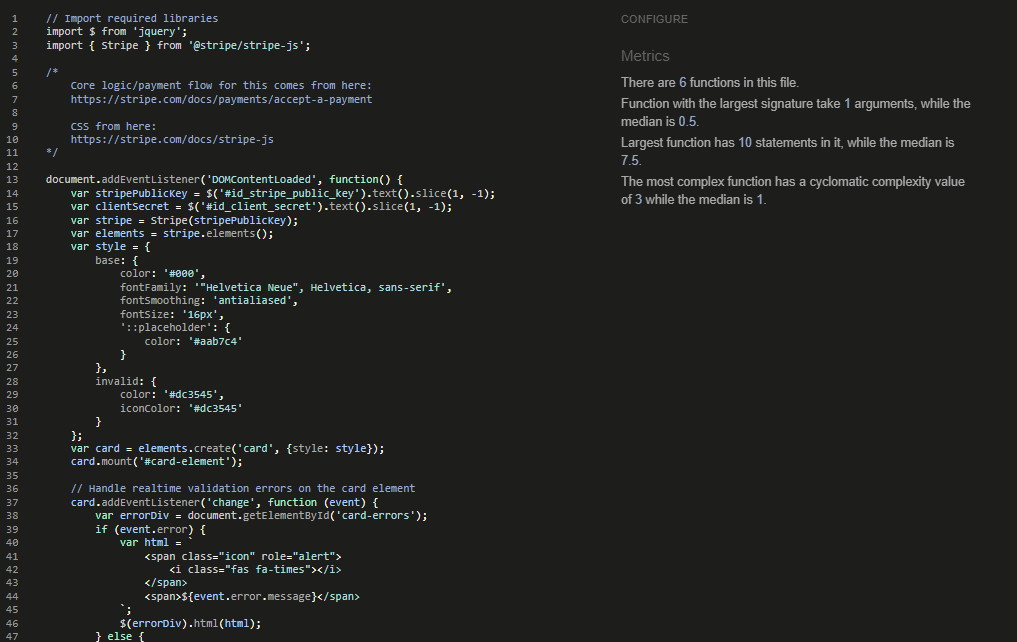 1 // Import required libraries
2 import $ from 'jquery';
3 import { Stripe } from '@stripe/stripe-js';
4
5 /*
6 Core logic/payment flow for this comes from here:
7 https://stripe.com/docs/payments/accept-a-payment
8
9 CSS from here:
10 https://stripe.com/docs/stripe-js
11 */
12
13 document.addEventListener('DOMContentLoaded', function() {
14 var stripePublicKey = $('#id_stripe_public_key').text().slice(1, -1);
15 var clientSecret = $('#id_client_secret').text().slice(1, -1);
16 var stripe = Stripe(stripePublicKey);
17 var elements = stripe.elements();
18 var style = {
19 base: {
20 color: '#000',
21 fontFamily: '"Helvetica Neue", Helvetica, sans-serif',
22 fontSmoothing: 'antialiased',
23 fontSize: '16px',
24 '::placeholder': {
25 color: '#aab7c4'
26 }
27 },
28 invalid: {
29 color: '#dc3545',
30 iconColor: '#dc3545'
31 }
32 };
33 var card = elements.create('card', {style: style});
34 card.mount('#card-element');
35
36 // Handle realtime validation errors on the card element
37 card.addEventListener('change', function (event) {
38 var errorDiv = document.getElementById('card-errors');
39 if (event.error) {
40 var html = `
41 <span class="icon" role="alert">
42 <i class="fas fa-times"></i>
43 </span>
44 <span>${event.error.message}</span>
45 `;
46 $(errorDiv).html(html);
47 } else {
CONFIGURE
Metrics
There are 6 functions in this file.
Function with the largest signature take 1 arguments, while the
median is 0.5.
Largest function has 10 statements in it, while the median is
7.5.
The most complex function has a cyclomatic complexity value
of 3 while the median is 1.